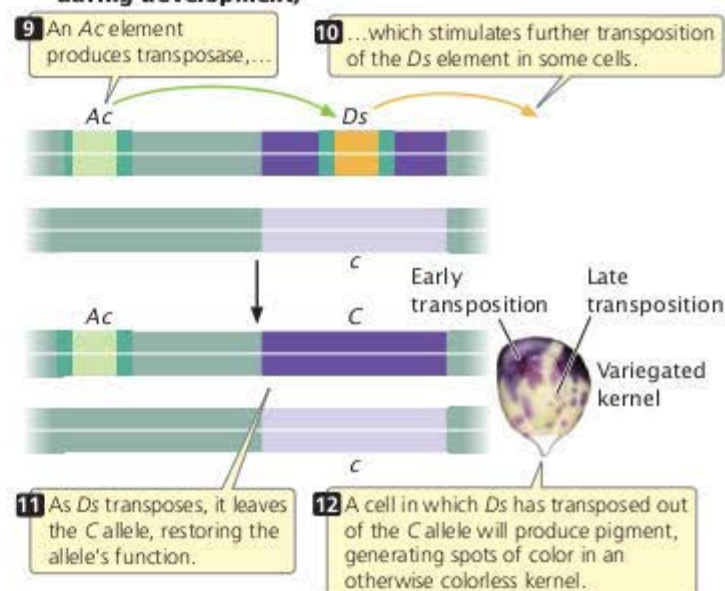 during development,
9 An Ac element
produces transposase,…
10 …which stimulates further transposition
of the Ds element in some cells.
Ac
Ds
c
Early
transposition
Late
transposition
Ac
C
Variegated
kernel
c
11 As Ds transposes, it leaves
the C allele, restoring the
allele's function.
12 A cell in which Ds has transposed out
of the C allele will produce pigment,
generating spots of color in an
otherwise colorless kernel.